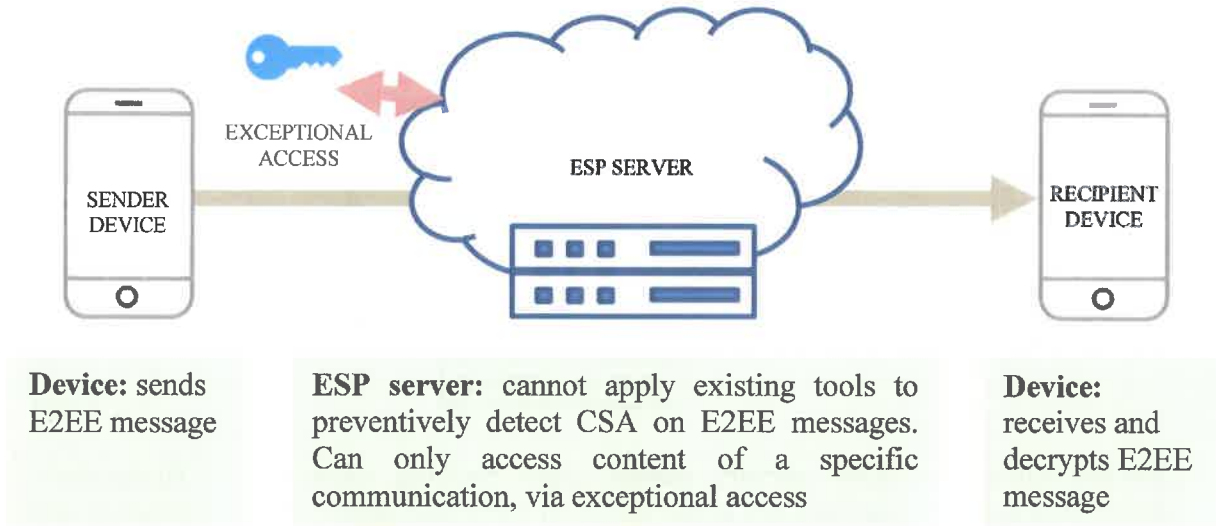 EXCEPTIONAL
ACCESS
ESP SERVER
SENDER
DEVICE
RECIPIENT
DEVICE
Device: sends
E2EE message
ESP server: cannot apply existing tools to
preventively detect CSA on E2EE messages.
Can only access content of a specific
communication, via exceptional access
Device:
receives and
decrypts E2EE
message